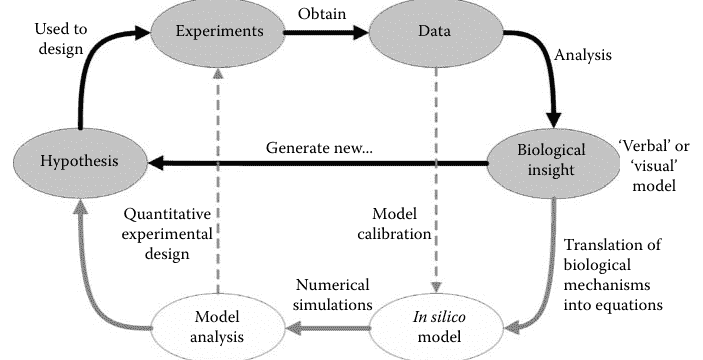 Obtain
Used to
design
Experiments
Data
Analysis
Hypothesis
Generate new...
Biological
insight
‘Verbal’ or
‘visual’
model
Quantitative
experimental
design
Model
calibration
Translation of
biological
mechanisms
into equations
Numerical
simulations
Model
analysis
In silico
model